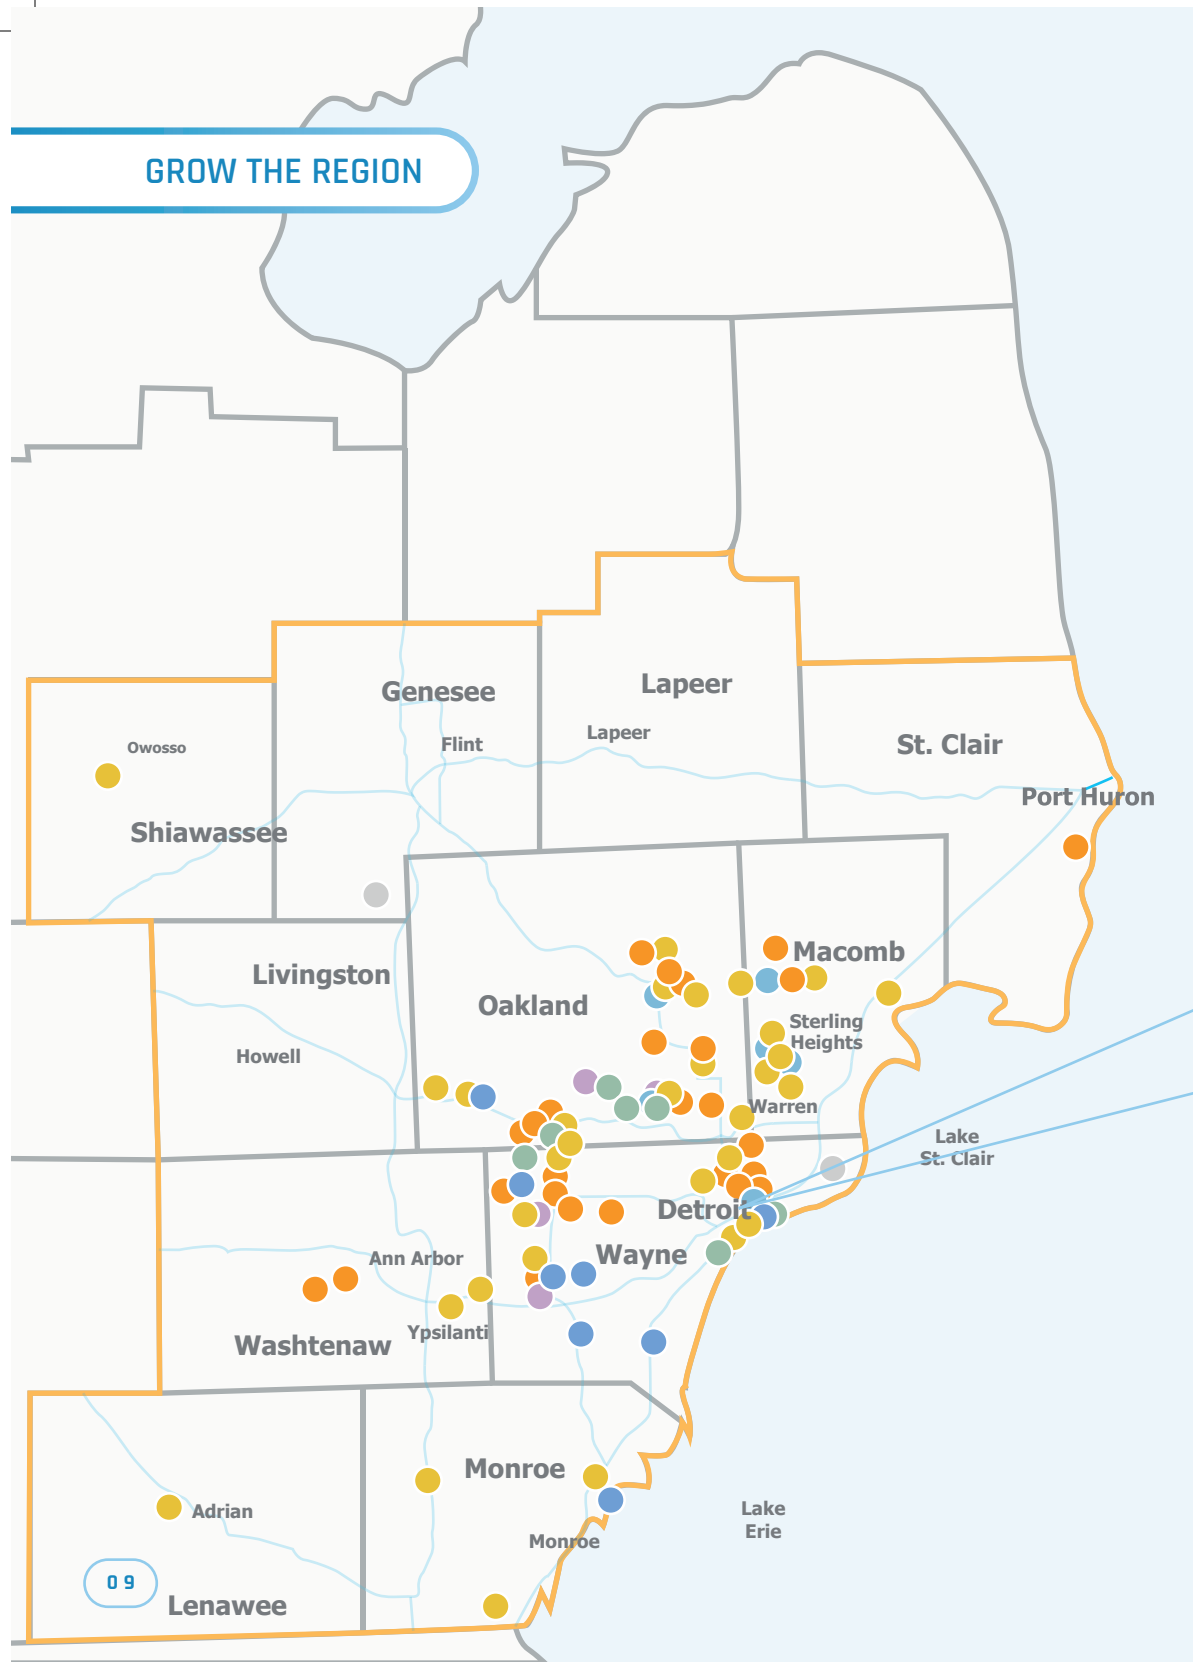 GROW THE REGION
Genesee
Lapeer
Flint
Lapeer
St. Clair
Owosso
Port Huron
Shiawassee
Livingston
Macomb
Oakland
Sterling
Heights
Howell
Warren
Lake
St. Clair
Detroit
Wayne
Ann Arbor
Ypsilanti
Washtenaw
Monroe
Adrian
Lake
Erie
Monroe
09
Lenawee